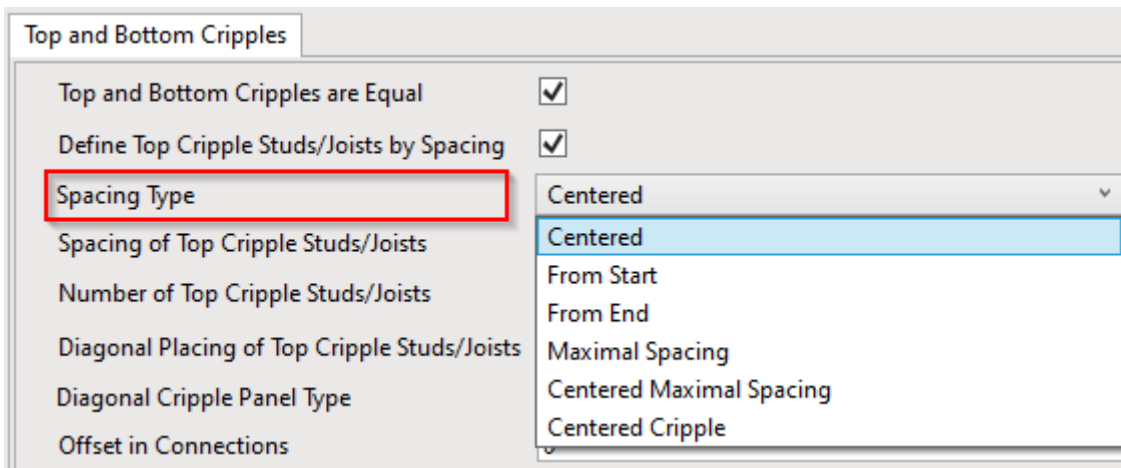 Top and Bottom Cripples
Top and Bottom Cripples are Equal
Define Top Cripple Studs/Joists by Spacing
Spacing Type
Centered
Spacing of Top Cripple Studs/Joists
Centered
From Start
Number of Top Cripple Studs/Joists
From End
Diagonal Placing of Top Cripple Studs/Joists
Maximal Spacing
Diagonal Cripple Panel Type
Centered Maximal Spacing
Offset in Connections
Centered Cripple